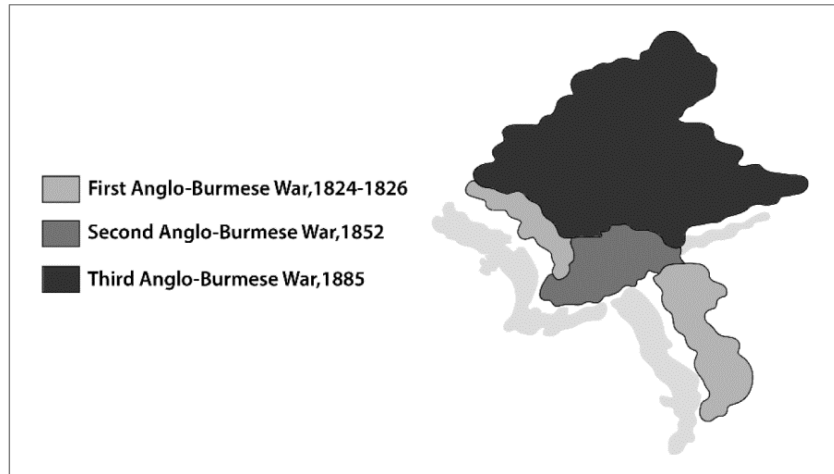 First Anglo-Burmese War,1824-1826
Second Anglo-Burmese War,1852
Third Anglo-Burmese War,1885